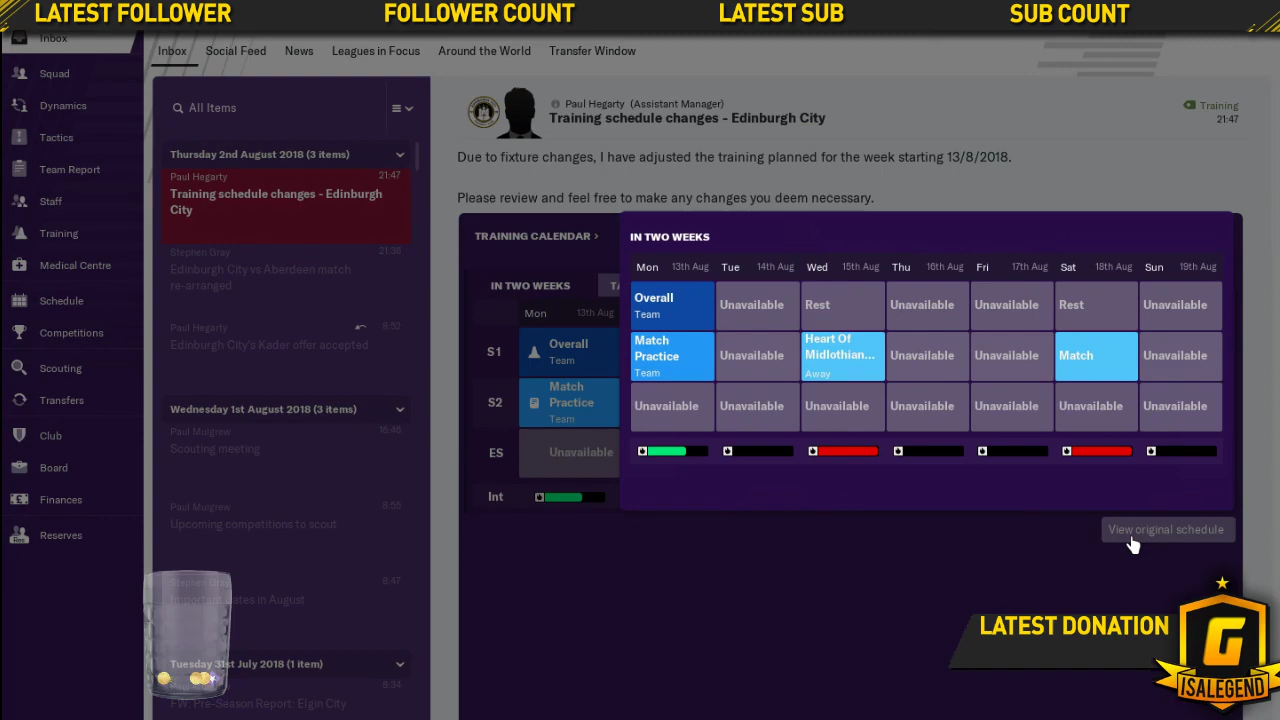 LATEST FOLLOWER
FOLLOWER COUNT
LATEST SUB
SUB COUNT
Inbox
Squad
Dynamics
Tactics
Team Report
Staff
Training
Medical Centre
Schedule
Competitions
Scouting
Transfers
Club
Board
Finances
Reserves
Inbox
Social Feed
News
Leagues in Focus
Around the World
Transfer Window
All Items
Thursday 2nd August 2018 (3 items)
Paul Hegarty 21:47
Training schedule changes - Edinburgh
City
Stephen Gray 21:36
Edinburgh City vs Aberdeen match
re-arranged
Paul Hegarty 8:52
Edinburgh City's Kader offer accepted
Wednesday 1st August 2018 (3 items)
Paul Mulgrew 16:46
Scouting meeting
Paul Mulgrew 8:55
Upcoming competitions to scout
Stephen Gray 8:47
Important dates in August
Tuesday 31st July 2018 (1 item)
8:34
FW: Pre-Season Report: Elgin City
Paul Hegarty (Assistant Manager)
Training schedule changes - Edinburgh City
Training
21:47
Due to fixture changes, I have adjusted the training planned for the week starting 13/8/2018.
Please review and feel free to make any changes you deem necessary.
TRAINING CALENDAR >
IN TWO WEEKS
Mon 13th Aug
S1
Overall
Team
S2
Match
Practice
Team
ES
Unavailable
Int
IN TWO WEEKS
Mon 13th Aug Tue 14th Aug Wed 15th Aug Thu 16th Aug Fri 17th Aug Sat 18th Aug Sun 19th Aug
Overall
Team
Unavailable
Rest
Unavailable
Unavailable
Rest
Unavailable
Match
Practice
Team
Unavailable
Heart Of
Midlothian...
Away
Unavailable
Unavailable
Match
Unavailable
Unavailable Unavailable Unavailable Unavailable Unavailable Unavailable Unavailable
View original schedule
LATEST DONATION
G
ISALEGEND